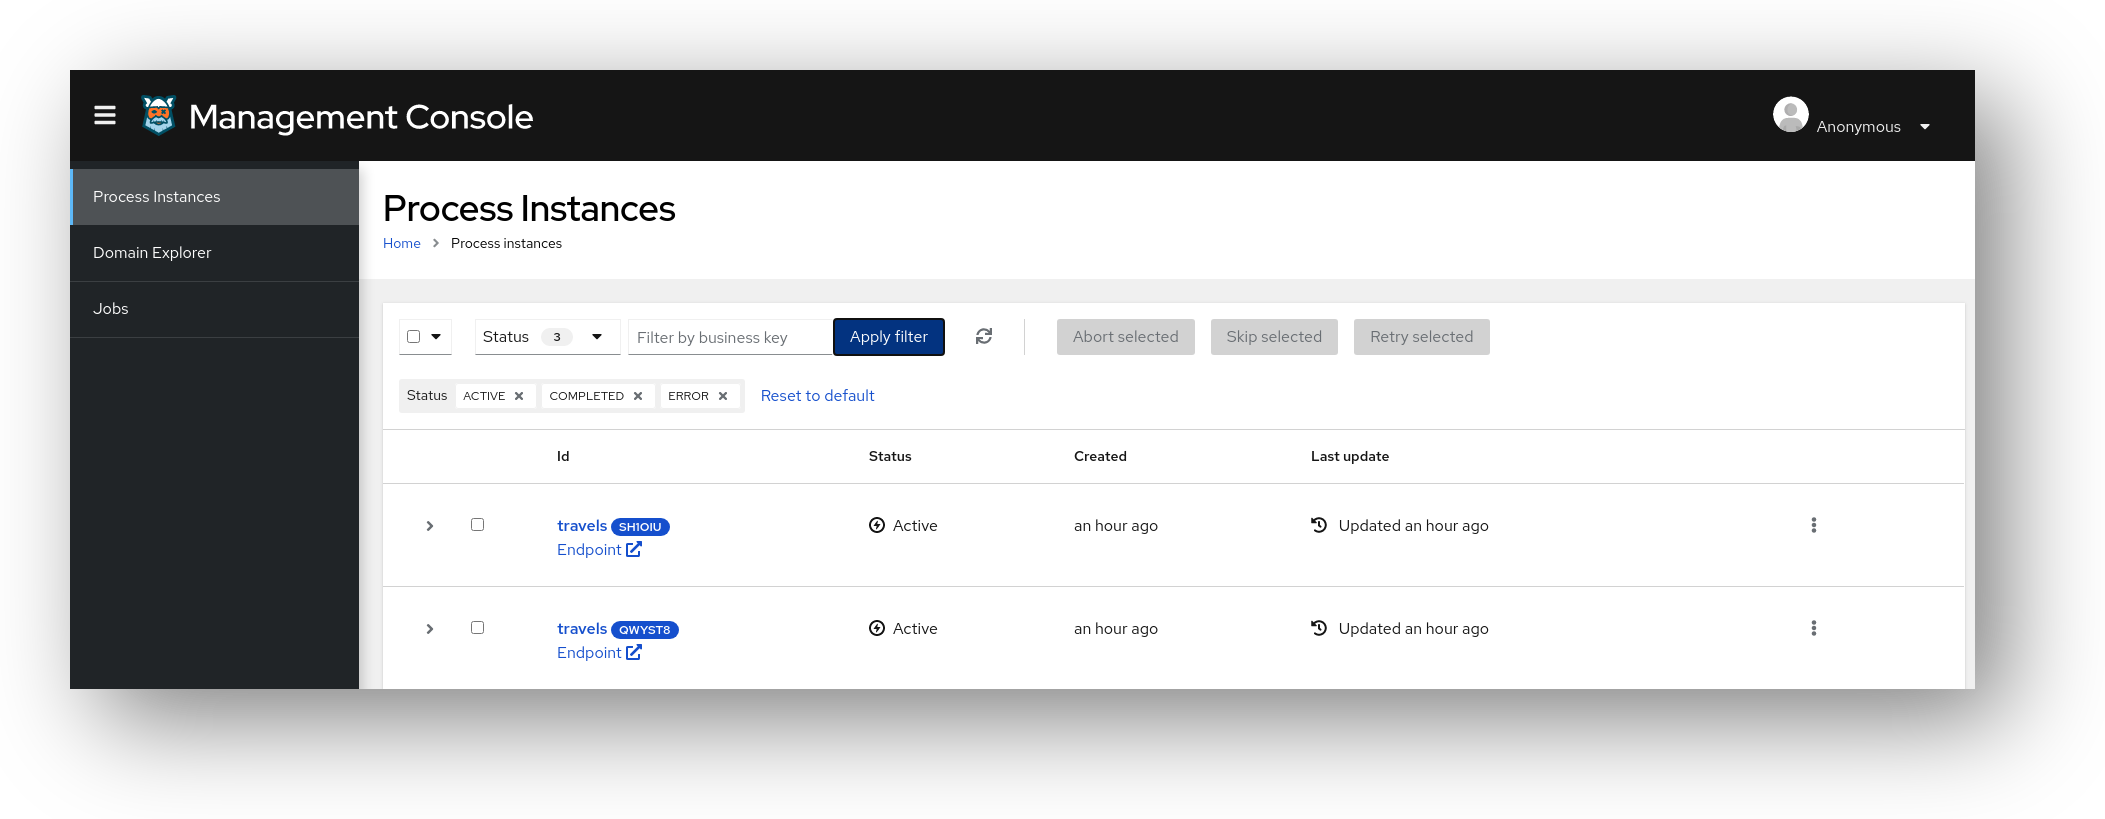 Management Console
Anonymous
Process Instances
Domain Explorer
Jobs
Process Instances
Home > Process instances
Status 3 Filter by business key Apply filter Abort selected Skip selected Retry selected
Status ACTIVE × COMPLETED × ERROR × Reset to default
Id Status Created Last update
travels SH1OIU Active an hour ago Updated an hour ago
Endpoint
travels QWYST8 Active an hour ago Updated an hour ago
Endpoint